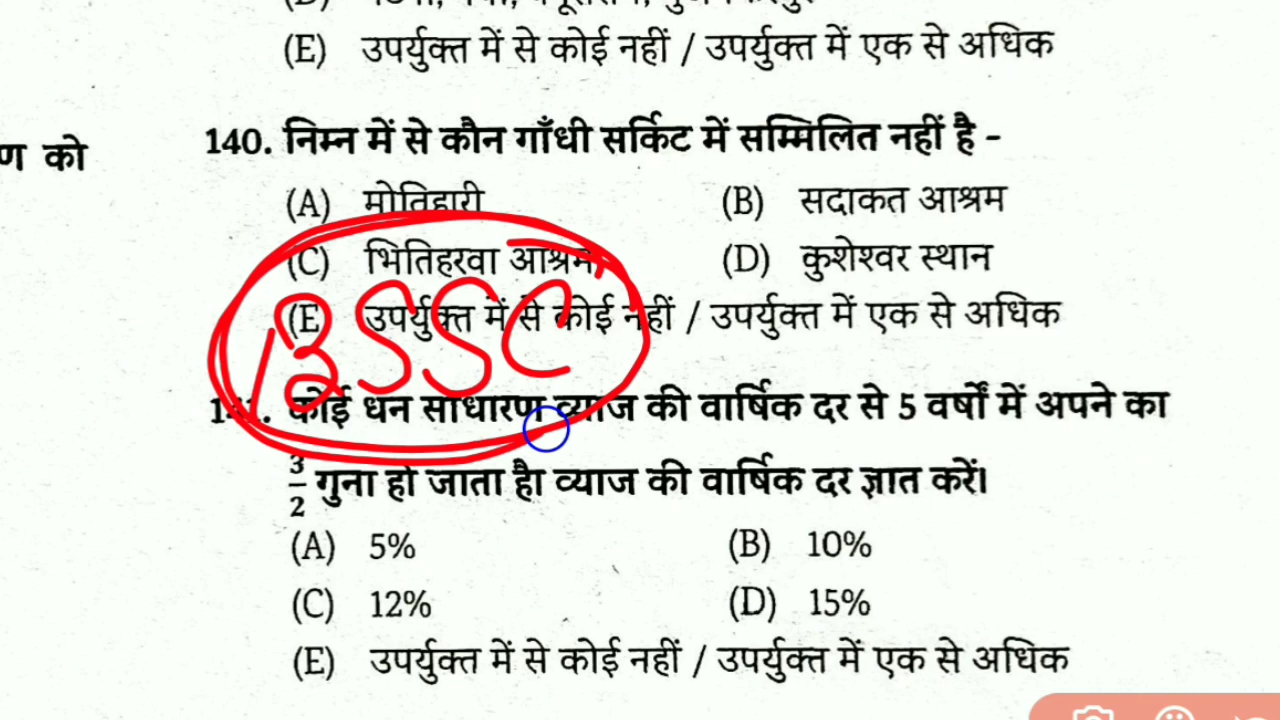 (E) उपर्युक्त में से कोई नहीं / उपर्युक्त में एक से अधिक
ण को
140. निम्न में से कौन गाँधी सर्किट में सम्मिलित नहीं है -
(A) मोतिहारी
(B) सदाकत आश्रम
(C) भितिहरवा आश्रम
(D) कुशेश्वर स्थान
(E) उपर्युक्त में से कोई नहीं / उपर्युक्त में एक से अधिक
BSSC
141. कोई धन साधारण व्याज की वार्षिक दर से 5 वर्षों में अपने का
3/2 गुना हो जाता है। व्याज की वार्षिक दर ज्ञात करें।
(A) 5%
(B) 10%
(C) 12%
(D) 15%
(E) उपर्युक्त में से कोई नहीं / उपर्युक्त में एक से अधिक